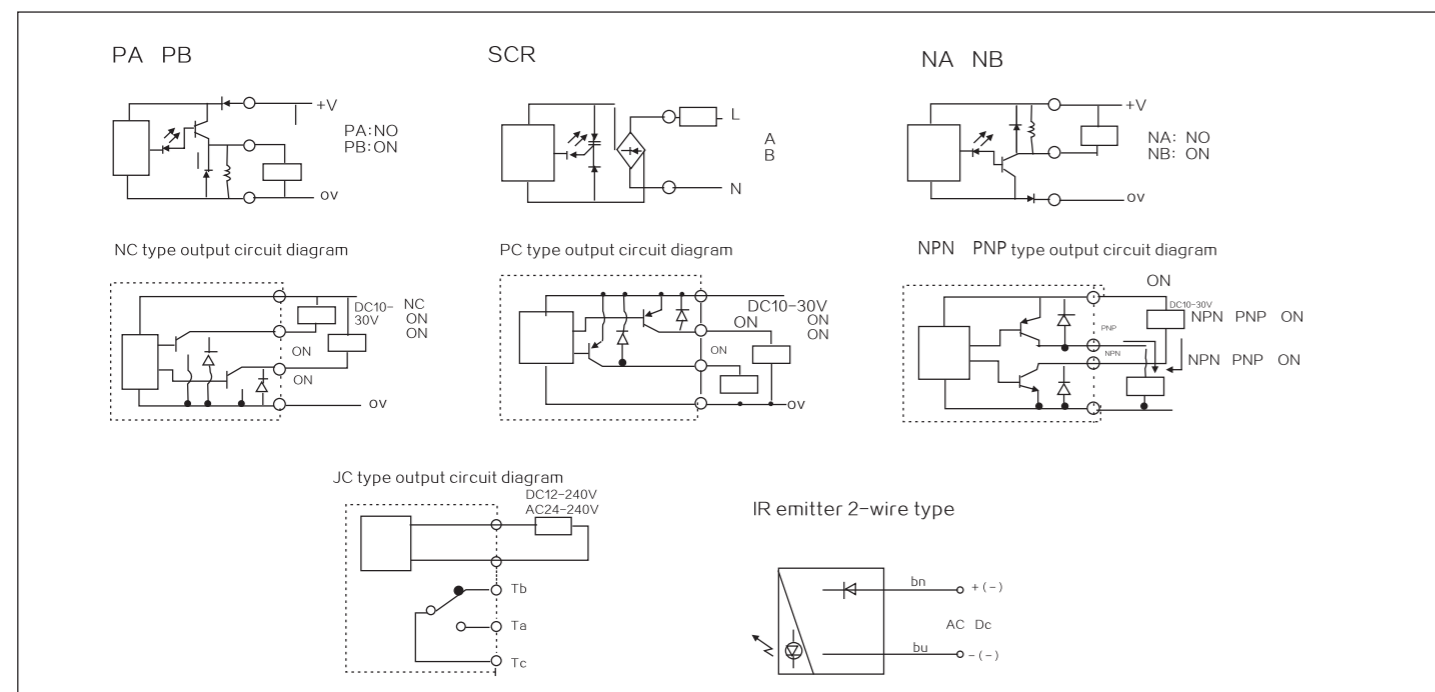 PA PB
+V
PA:NO
PB:ON
ov
SCR
L
A
B
N
NA NB
+V
NA: NO
NB: ON
ov
NC type output circuit diagram
DC10-
30V
NC
ON
ON
ON
ON
ov
PC type output circuit diagram
DC10-30V
ON
ON
ON
ON
ov
NPN PNP type output circuit diagram
ON
DC10-30V
NPN PNP ON
PNP
NPN
NPN PNP ON
JC type output circuit diagram
DC12-240V
AC24-240V
Tb
Ta
Tc
IR emitter 2-wire type
bn
+(-)
AC Dc
bu
-(-)